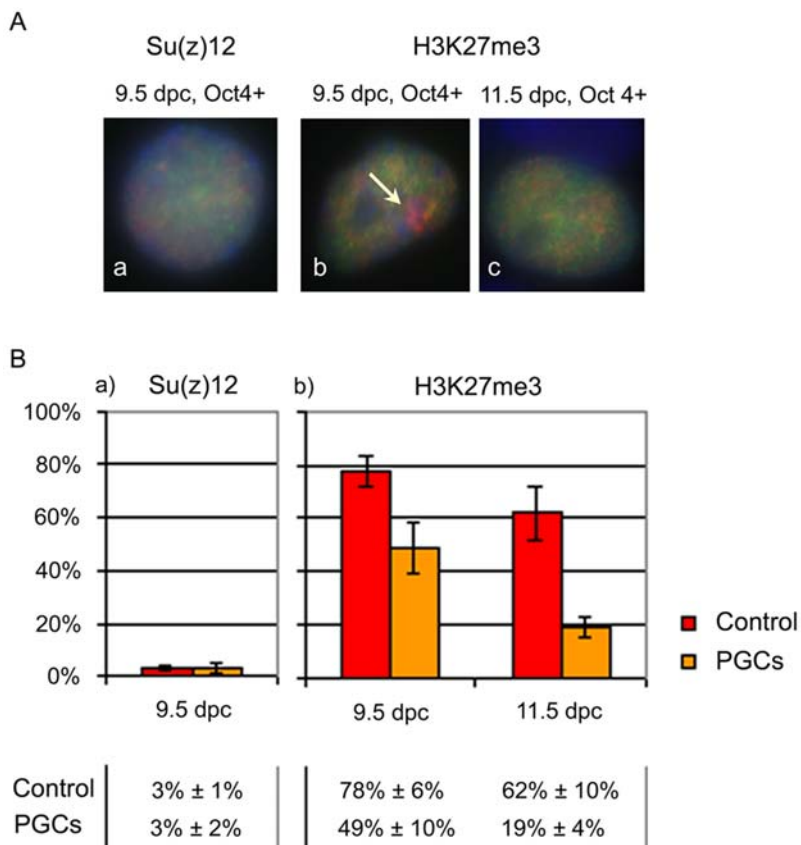 A
Su(z)12 H3K27me3
9.5 dpc, Oct4+ 9.5 dpc, Oct4+ 11.5 dpc, Oct 4+
a b c
B
a) Su(z)12 b) H3K27me3
100%
80%
60%
40%
20%
0%
Control
PGCs
9.5 dpc 9.5 dpc 11.5 dpc
Control 3% ± 1% 78% ± 6% 62% ± 10%
PGCs 3% ± 2% 49% ± 10% 19% ± 4%